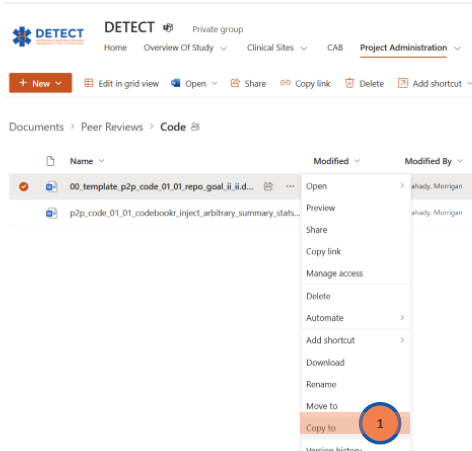 DETECT
DETECT
Private group
Home Overview Of Study Clinical Sites CAB Project Administration
+ New Edit in grid view Open Share Copy link Delete Add shortcut
Documents > Peer Reviews > Code
Name Modified Modified By
00_template_p2p_code_01_01_repo_goal_ii_ii.d... ... ahady, Morrigan
p2p_code_01_01_codebookr_inject_arbitrary_summary_stats... ahady, Morrigan
Open
Preview
Share
Copy link
Manage access
Delete
Automate
Add shortcut
Download
Rename
Move to
Copy to 1
Version history